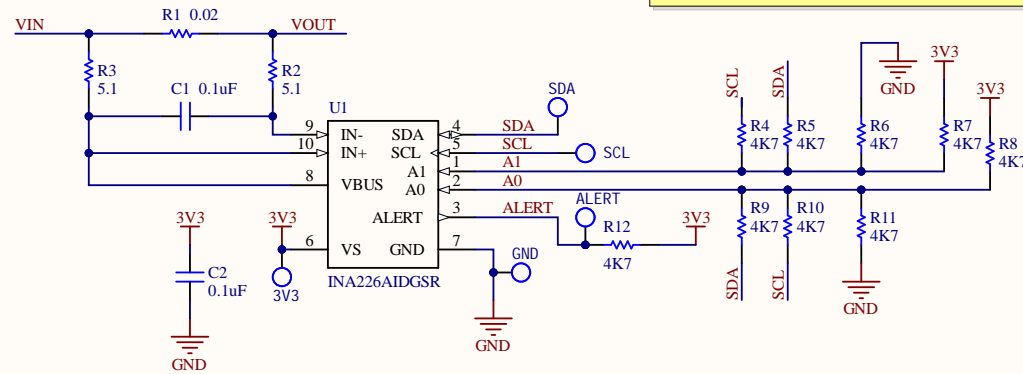 R1 0.02
VIN
VOUT
R3
5.1
C1 0.1uF
R2
5.1
U1
9
IN-
10
IN+
8
VBUS
6
VS
SDA
4
SCL
5
A1
1
A0
2
ALERT
3
GND
7
INA226AIDGSR
SDA
SCL
A1
A0
ALERT
SDA
SCL
ALERT
GND
R12
4K7
3V3
3V3
C2
0.1uF
GND
3V3
3V3
GND
SCL
SDA
R4
4K7
R5
4K7
R6
4K7
GND
3V3
R7
4K7
3V3
R8
4K7
R9
4K7
R10
4K7
R11
4K7
SDA
SCL
GND